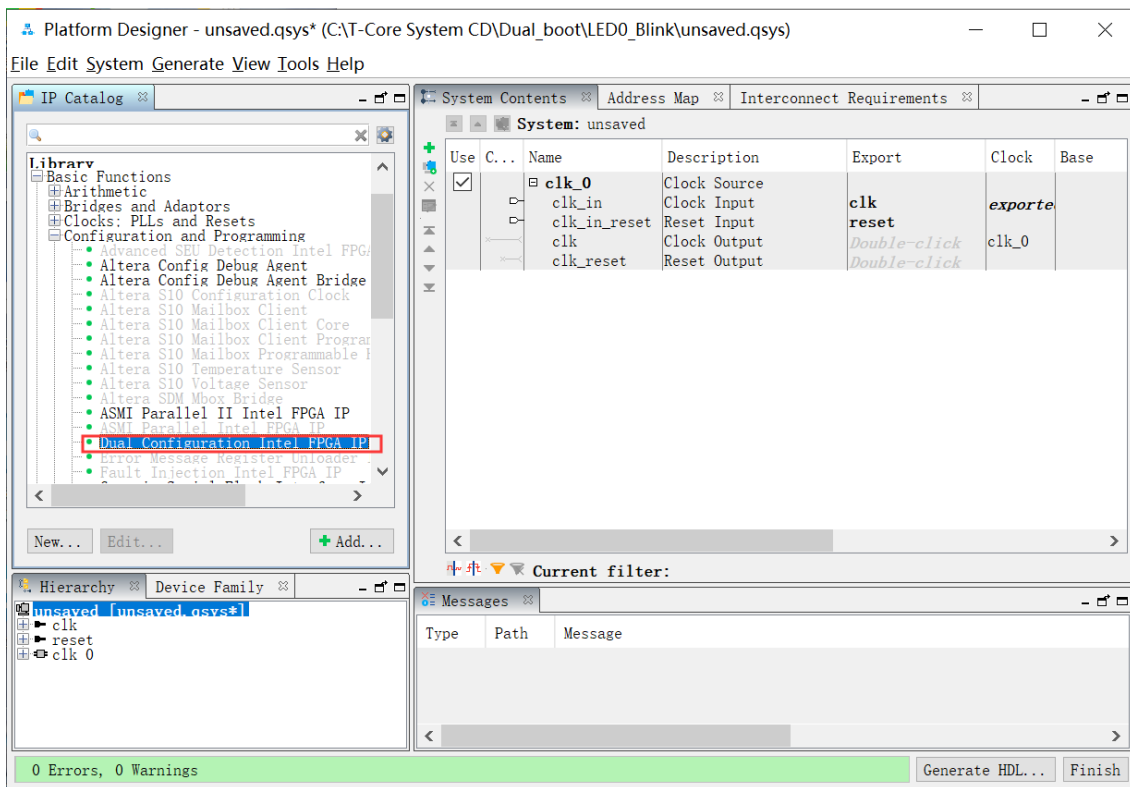 Platform Designer - unsaved.qsys* (C:\T-Core System CD\Dual_boot\LED0_Blink\unsaved.qsys)
File Edit System Generate View Tools Help
IP Catalog
Library
Basic Functions
Arithmetic
Bridges and Adaptors
Clocks; PLLs and Resets
Configuration and Programming
Advanced SEU Detection Intel FPGA
Altera Config Debug Agent
Altera Config Debug Agent Bridge
Altera S10 Configuration Clock
Altera S10 Mailbox Client
Altera S10 Mailbox Client Core
Altera S10 Mailbox Client Program
Altera S10 Mailbox Programmable
Altera S10 Temperature Sensor
Altera S10 Voltage Sensor
Altera SDM Mbox Bridge
ASMI Parallel II Intel FPGA IP
ASMI Parallel Intel FPGA IP
Dual Configuration Intel FPGA IP
Error Message Register Unloader
Fault Injection Intel FPGA IP
New... Edit... Add...
Hierarchy Device Family
unsaved [unsaved.qsys*]
clk
reset
clk_0
System Contents Address Map Interconnect Requirements
System: unsaved
Use C... Name Description Export Clock Base
clk_0 Clock Source
clk_in Clock Input clk exporte
clk_in_reset Reset Input reset
clk Clock Output Double-click clk_0
clk_reset Reset Output Double-click
Current filter:
Messages
Type Path Message
0 Errors, 0 Warnings
Generate HDL... Finish